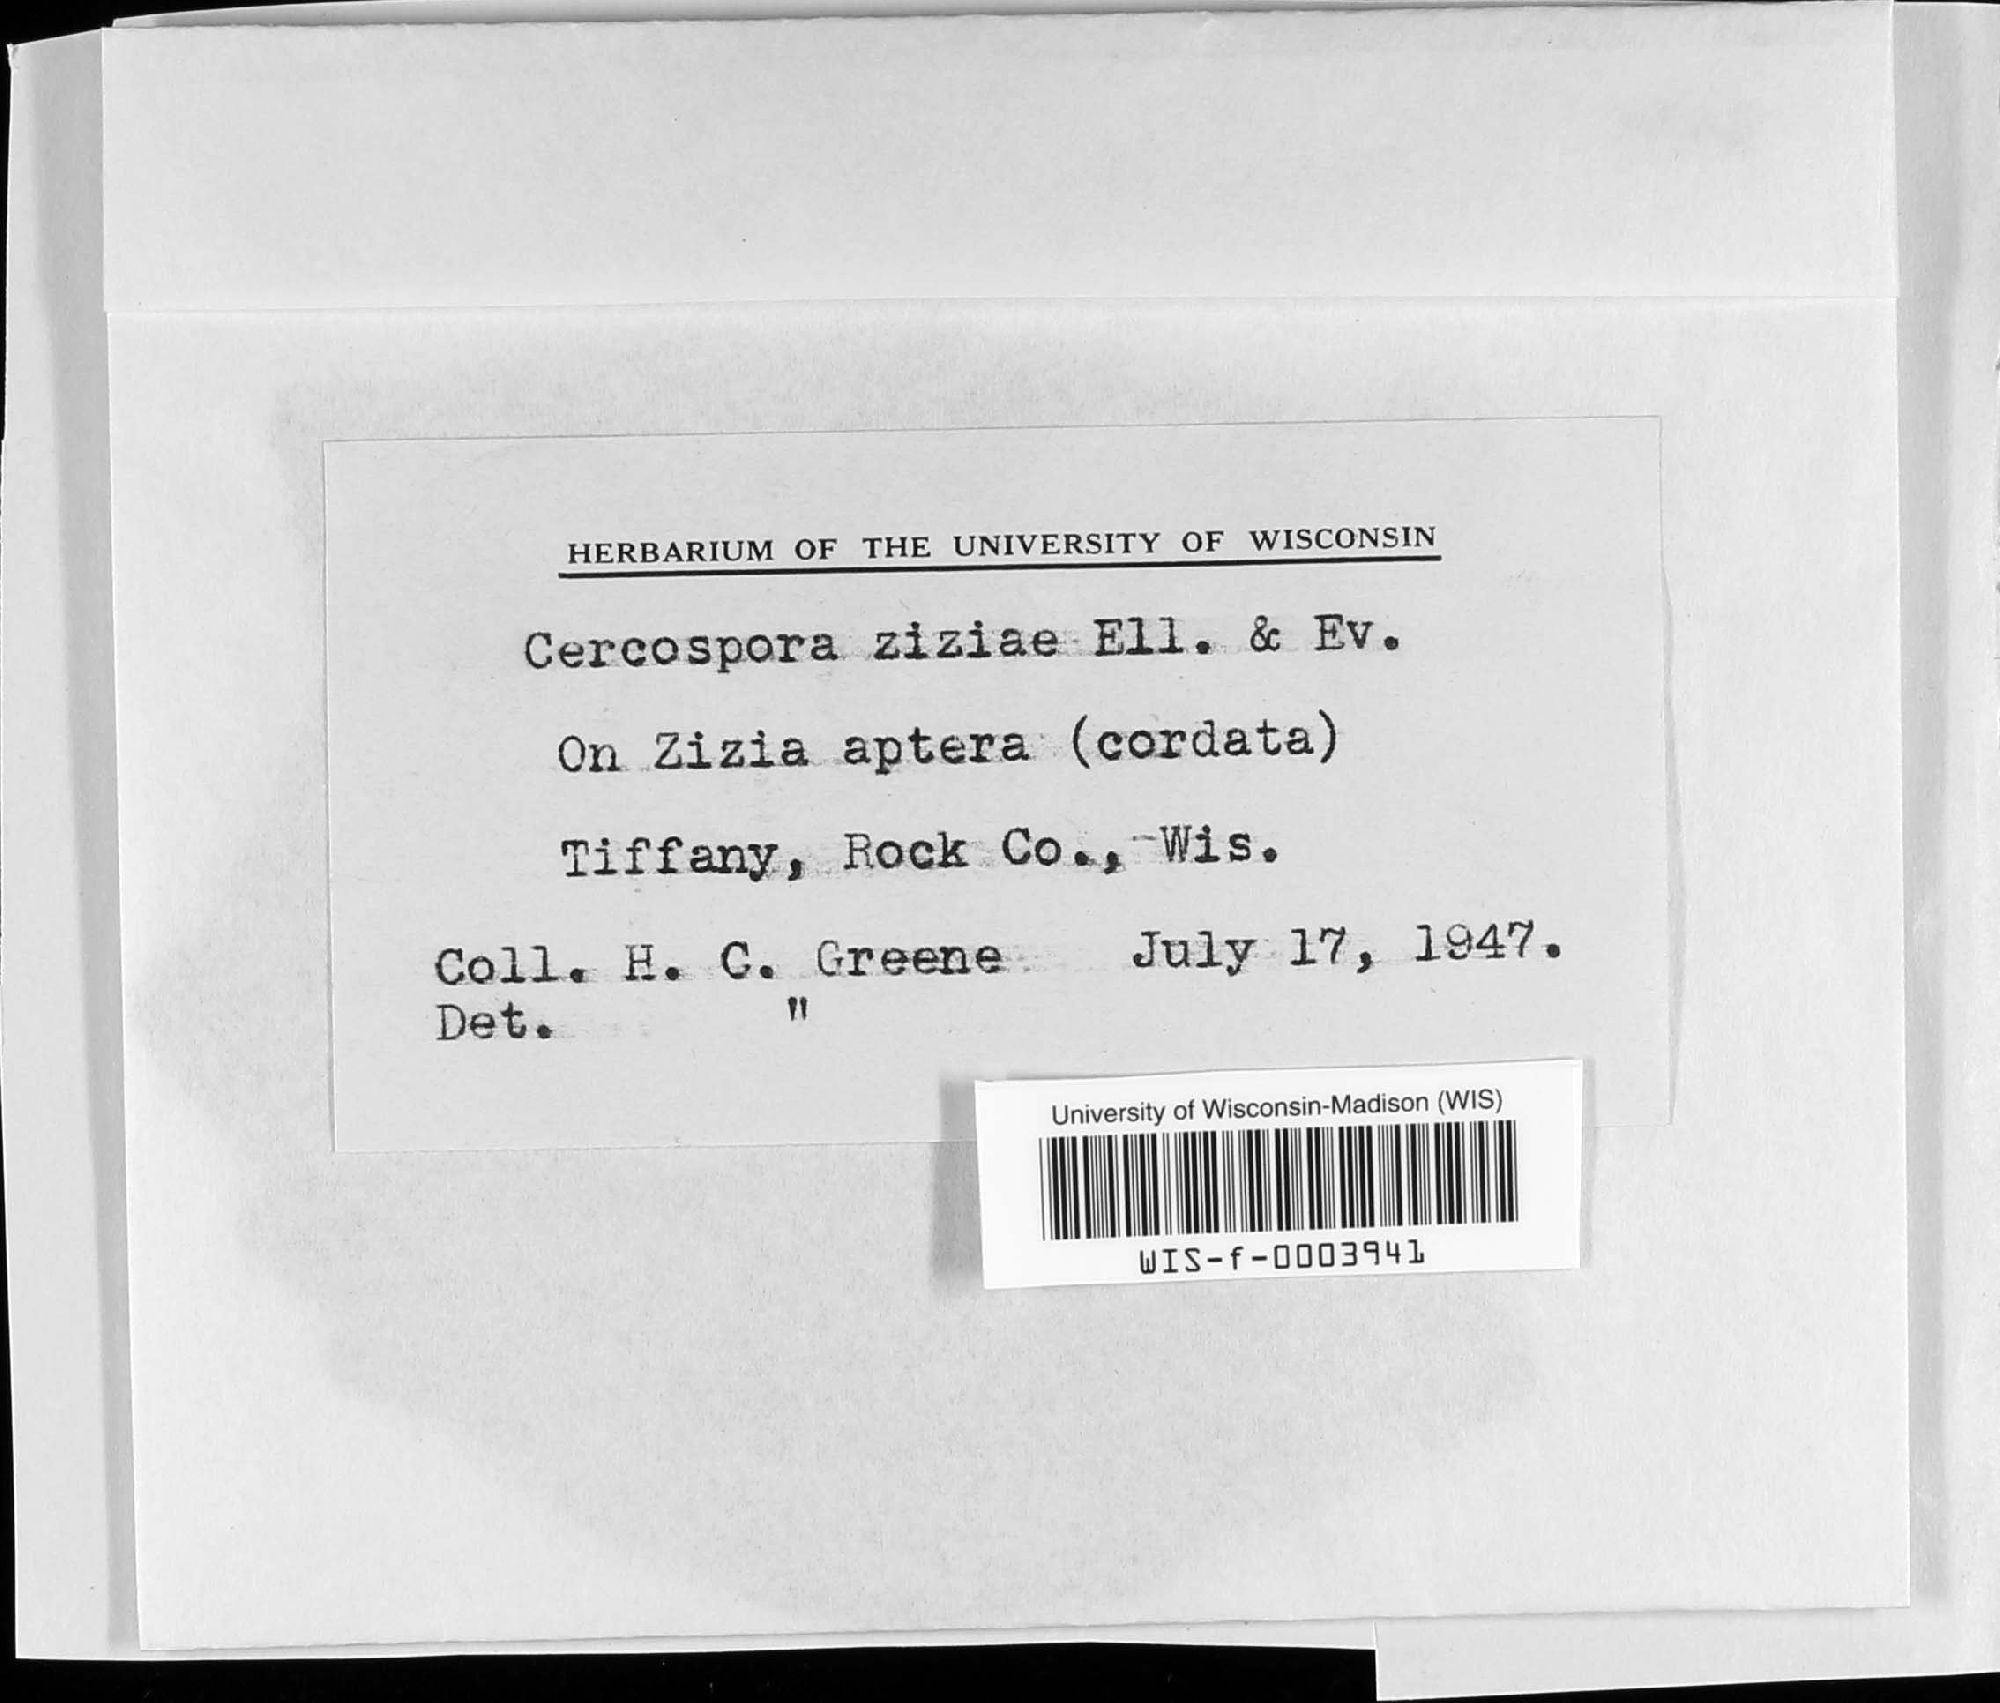 HERBARIUM OF THE UNIVERSITY OF WISCONSIN
Cercospora ziziae Ell. & Ev.
On Zizia aptera (cordata)
Tiffany, Rock Co., Wis.
Coll. H. C. Greene July 17, 1947.
Det. "
University of Wisconsin-Madison (WIS)
WIS-f-0003941